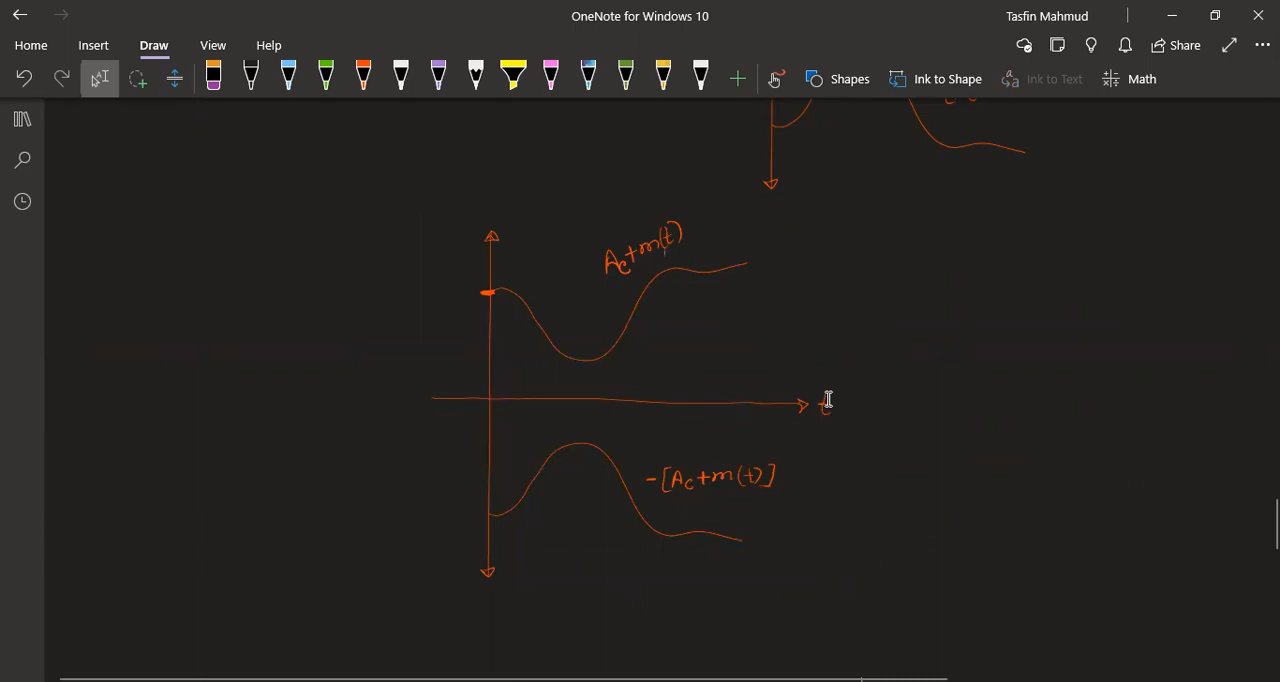 OneNote for Windows 10
Tasfin Mahmud
Home Insert Draw View Help
Share
Shapes Ink to Shape Ink to Text Math
Ac+m(t)
t
-[Ac+m(t)]